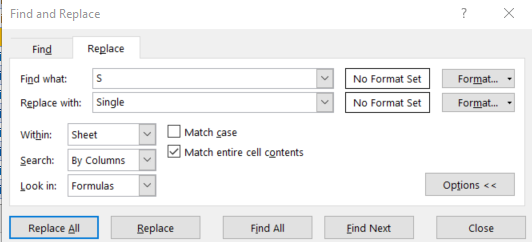 Find and Replace ? ×
Find Replace
Find what: S No Format Set Format...
Replace with: Single No Format Set Format...
Within: Sheet Match case
Search: By Columns Match entire cell contents
Look in: Formulas Options <<
Replace All Replace Find All Find Next Close